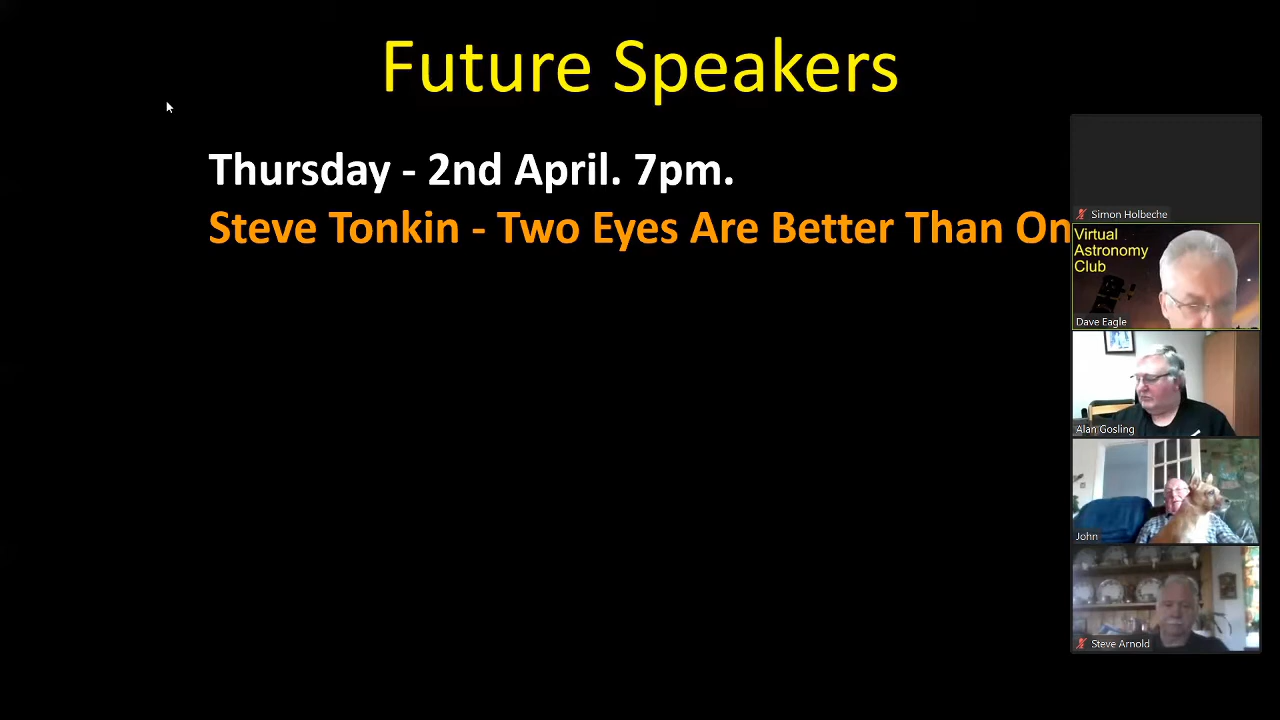 Future Speakers
Thursday - 2nd April. 7pm.
Steve Tonkin - Two Eyes Are Better Than On
Simon Holbeche
Virtual
Astronomy
Club
Dave Eagle
Alan Gosling
John
Steve Arnold